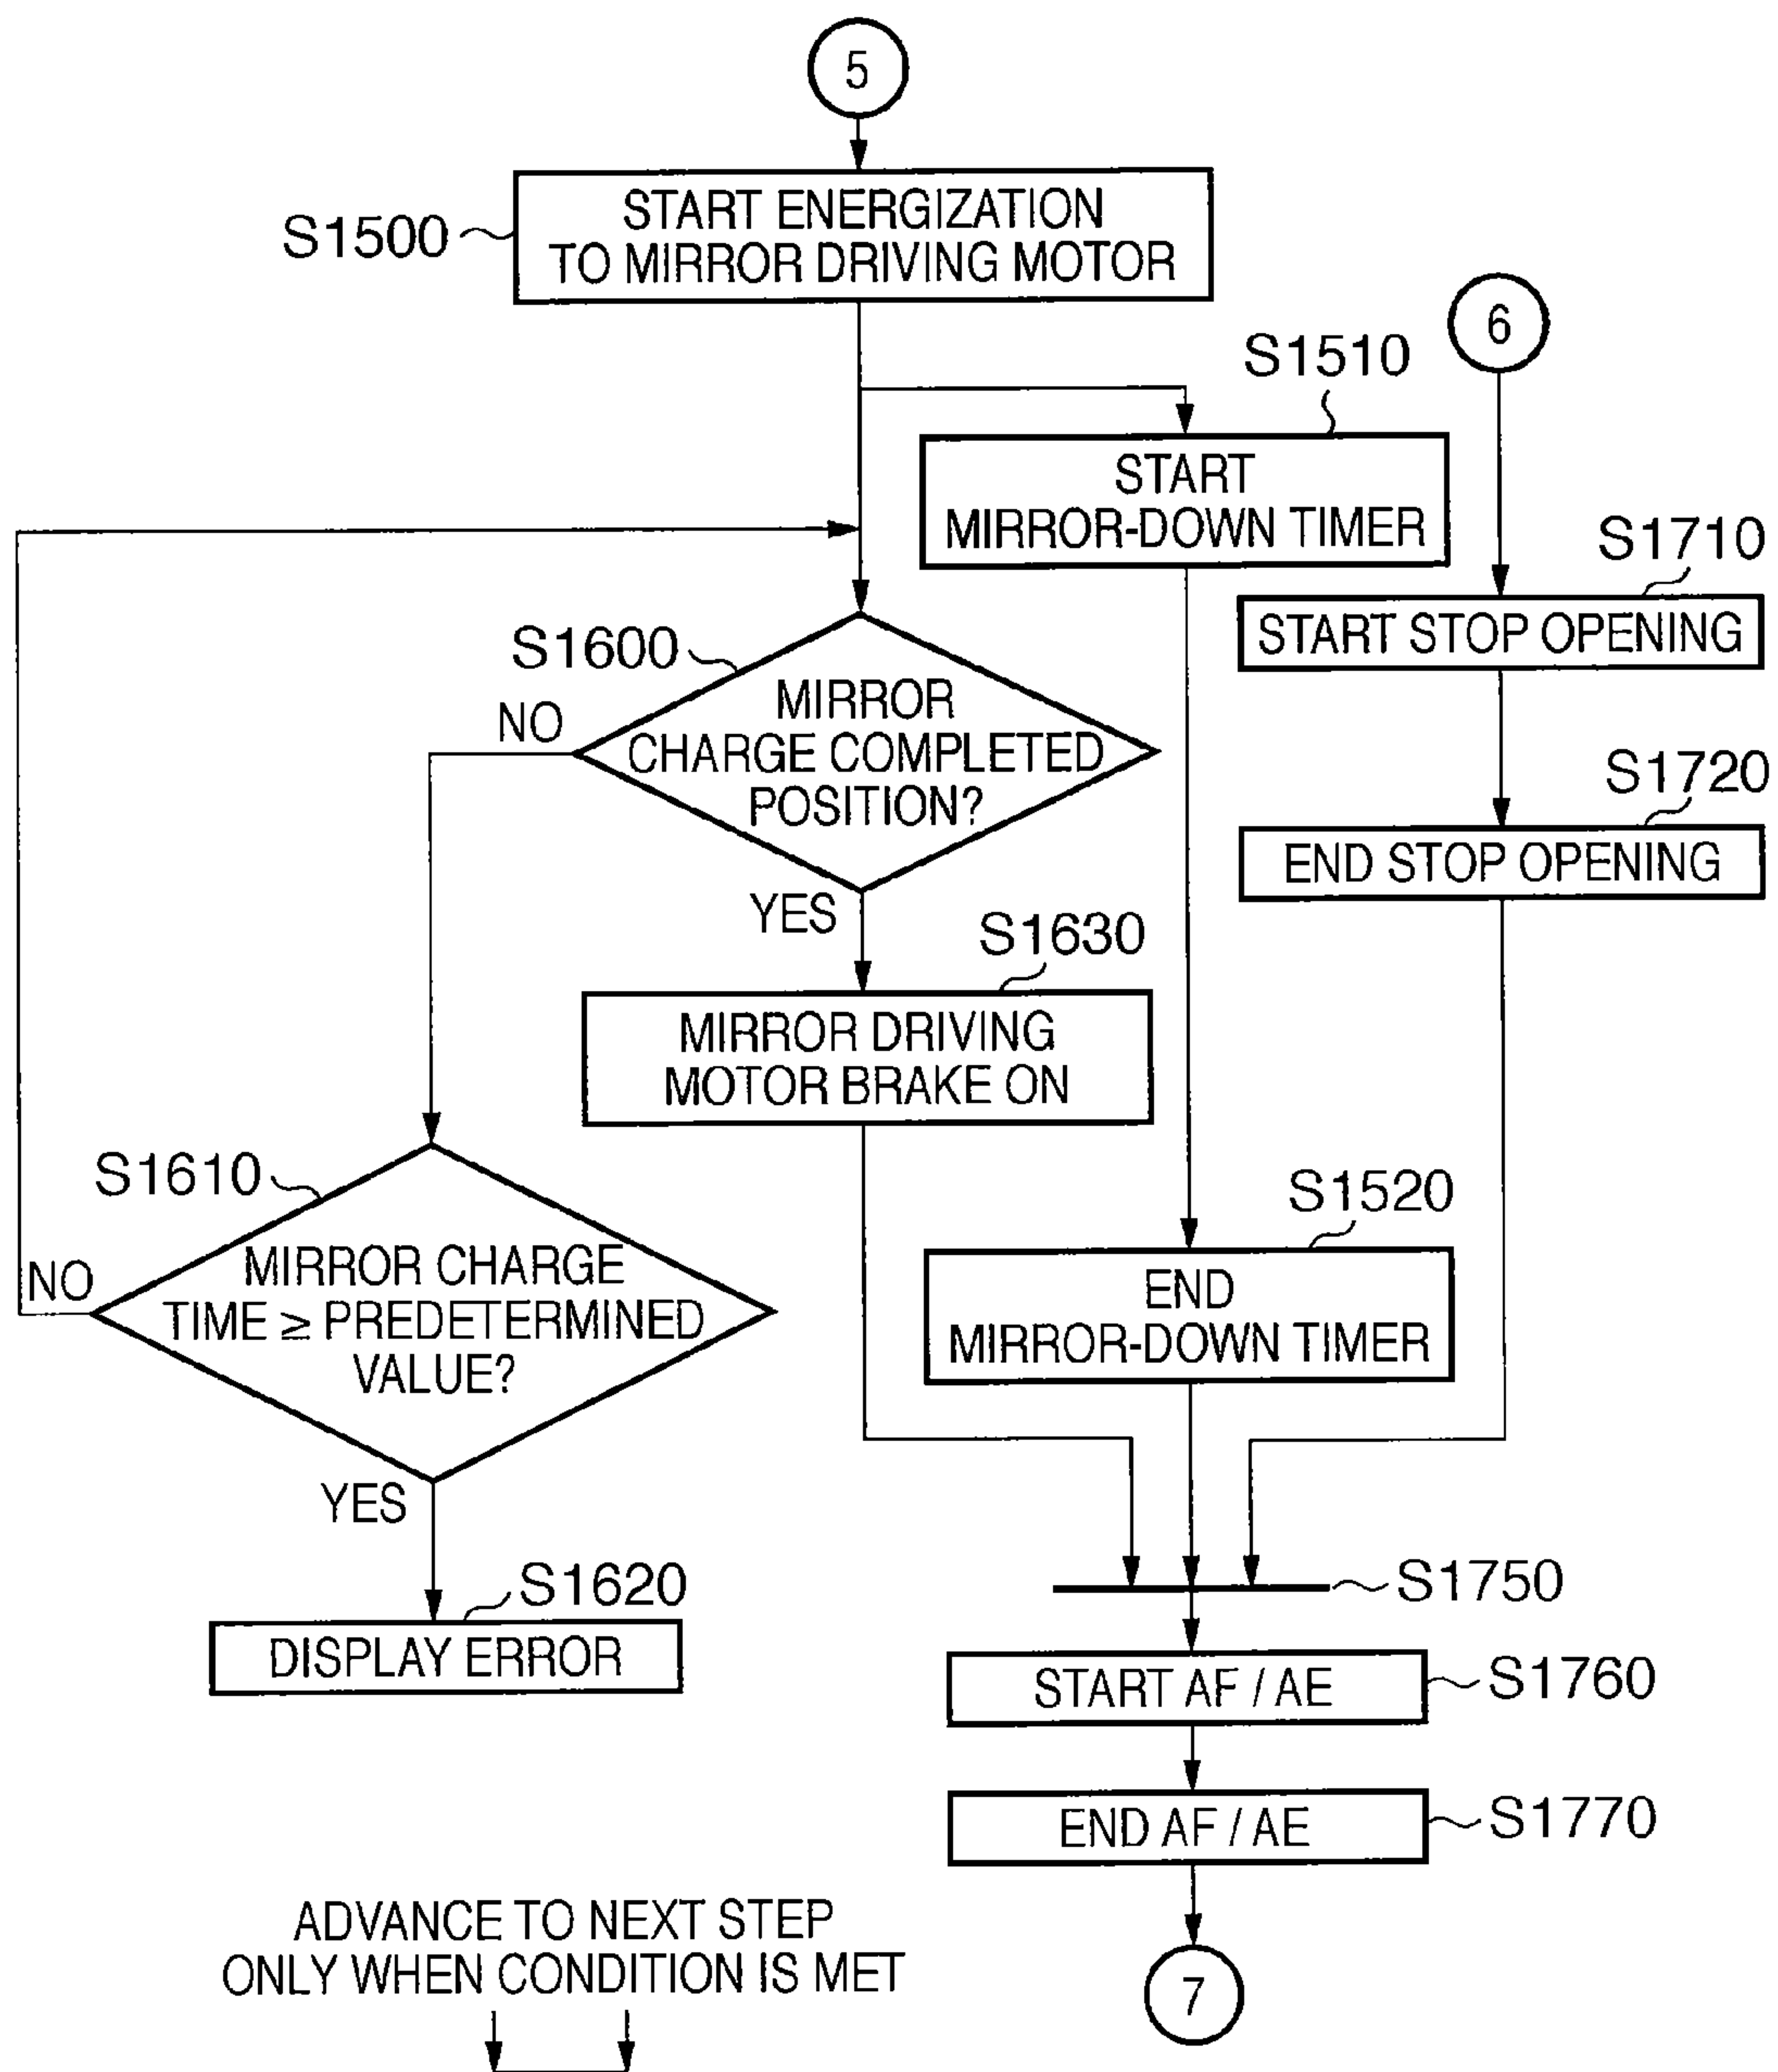 5
START ENERGIZATION
TO MIRROR DRIVING MOTOR
S1500
6
S1510
START
MIRROR-DOWN TIMER
S1710
START STOP OPENING
S1600
MIRROR
CHARGE COMPLETED
POSITION?
NO
YES
S1720
END STOP OPENING
S1630
MIRROR DRIVING
MOTOR BRAKE ON
S1610
MIRROR CHARGE
TIME ≥ PREDETERMINED
VALUE?
NO
YES
S1520
END
MIRROR-DOWN TIMER
S1620
DISPLAY ERROR
S1750
START AF / AE
S1760
END AF / AE
S1770
7
ADVANCE TO NEXT STEP
ONLY WHEN CONDITION IS MET